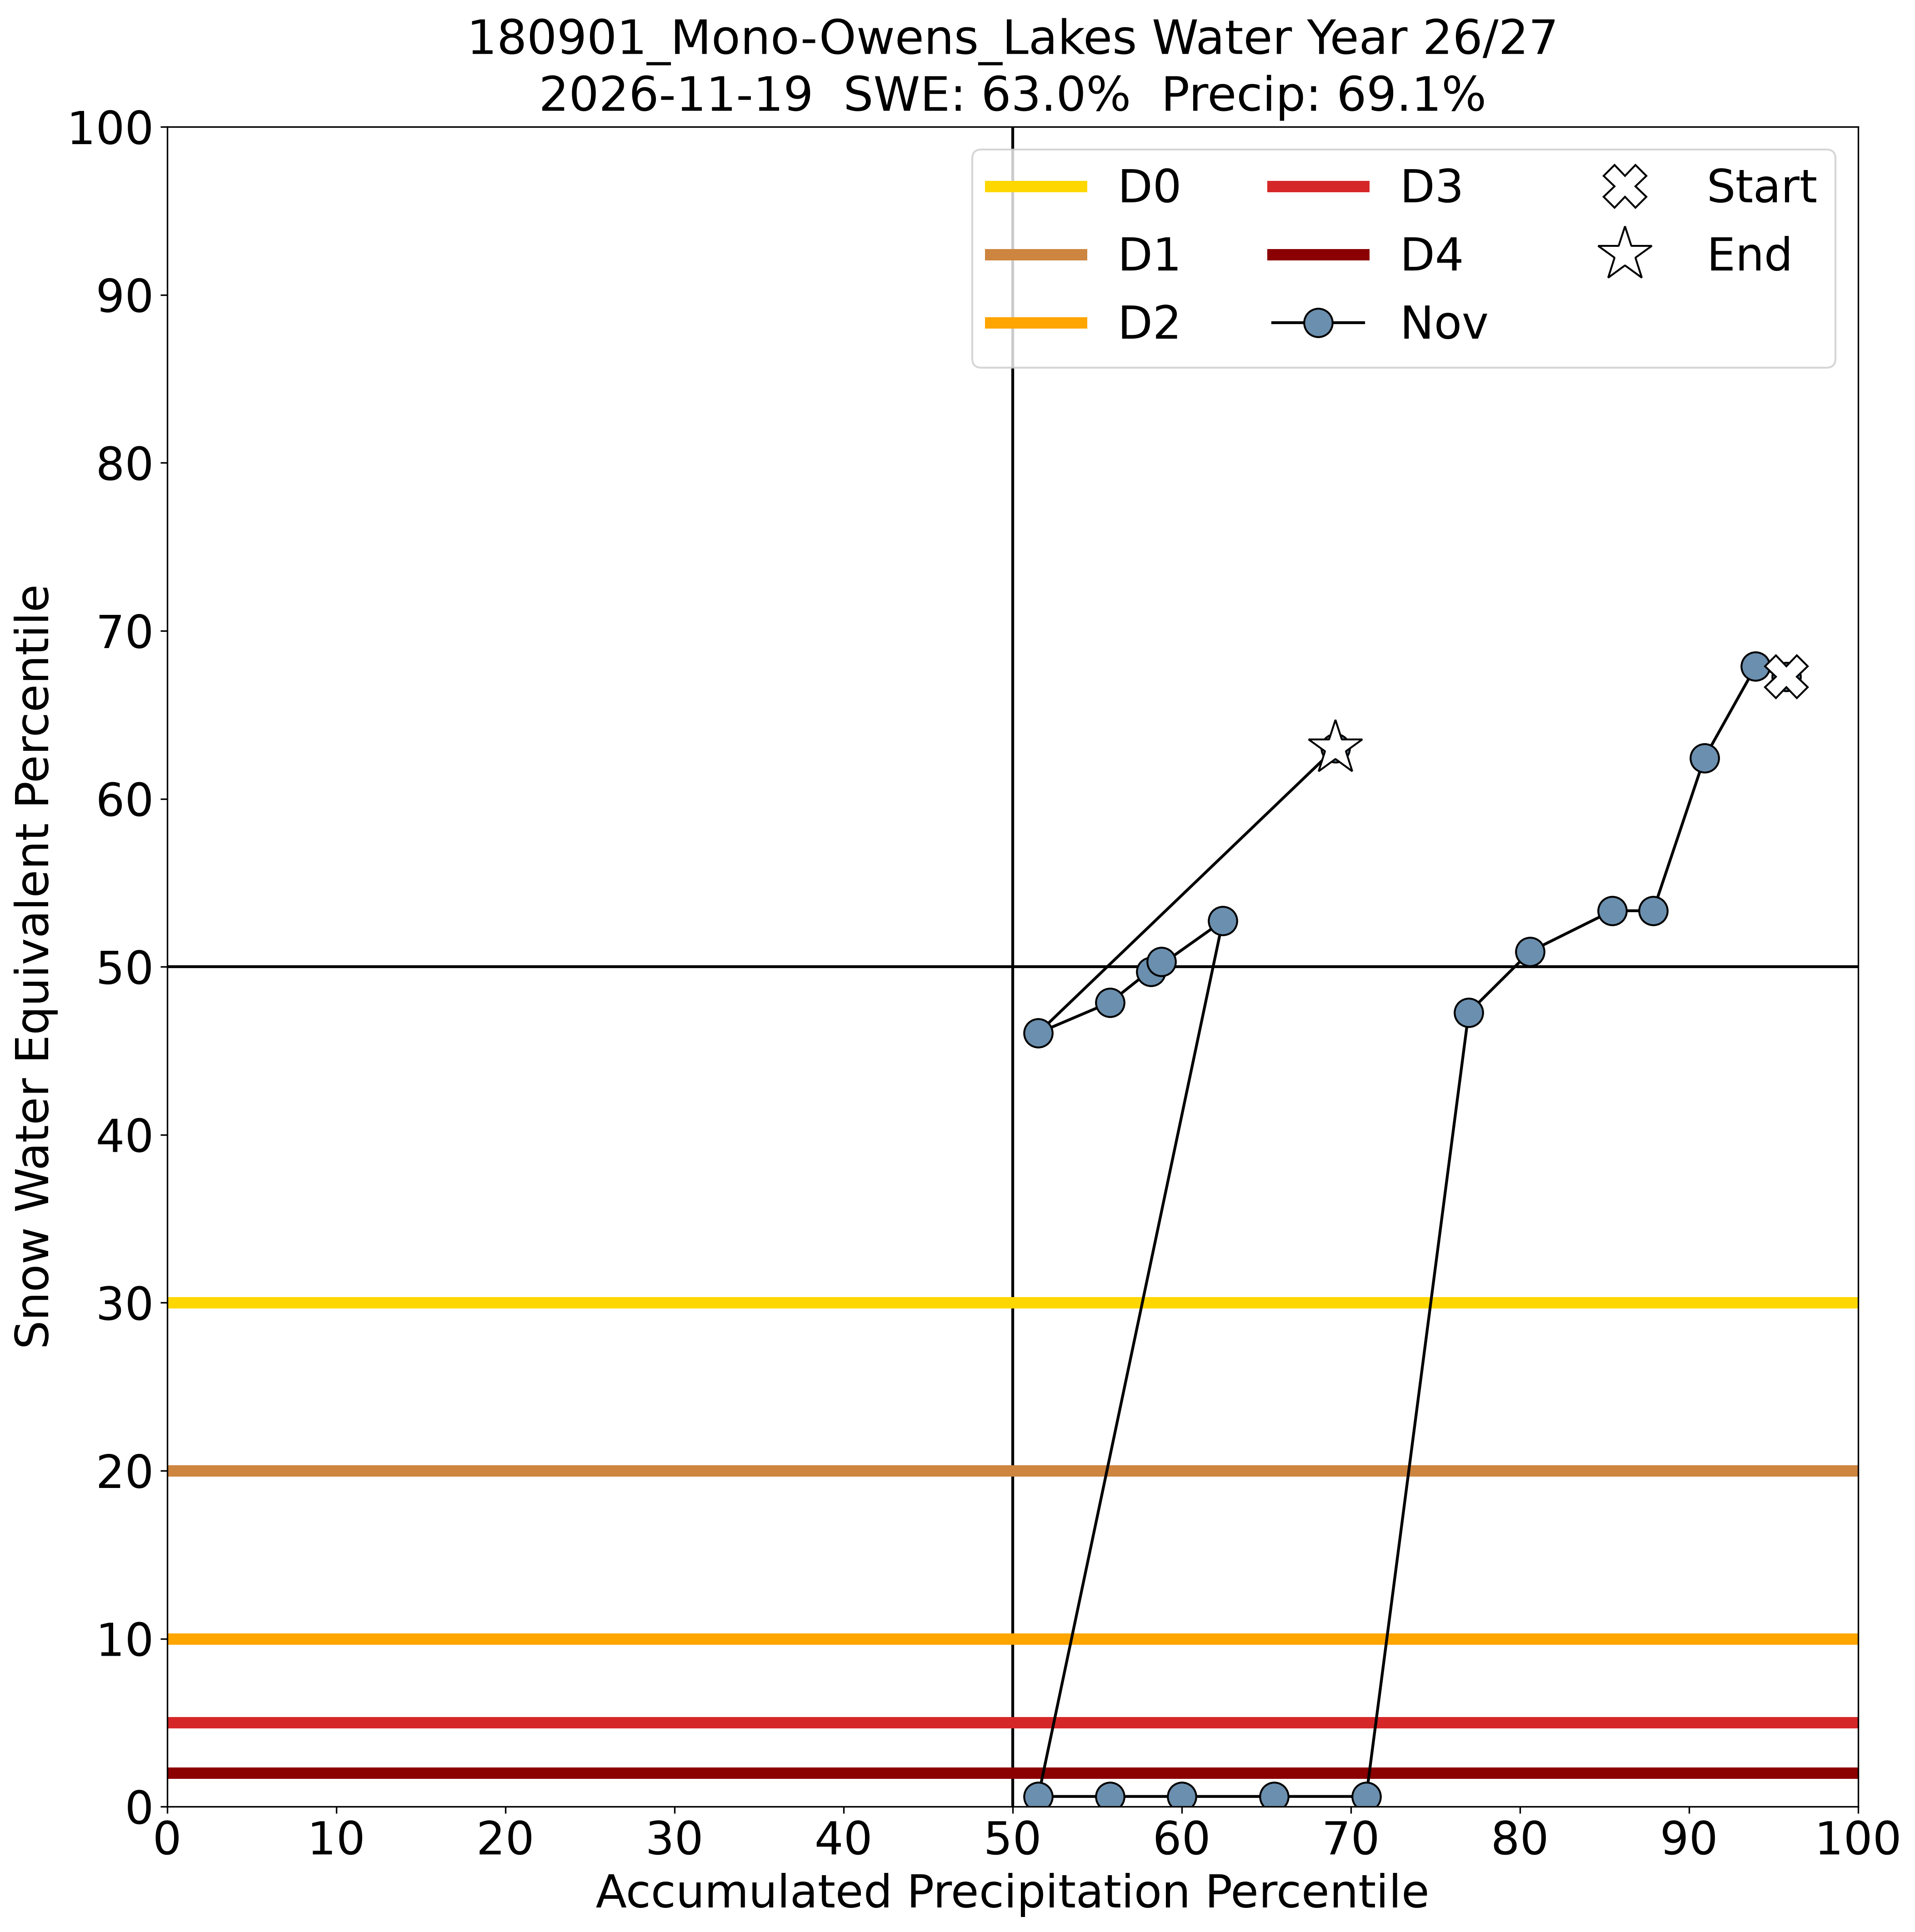 180901_Mono-Owens_Lakes Water Year 26/27
2026-11-19  SWE: 63.0%  Precip: 69.1%
D0
D1
D2
D3
D4
Nov
Start
End
Snow Water Equivalent Percentile
100
90
80
70
60
50
40
30
20
10
0
0 10 20 30 40 50 60 70 80 90 100
Accumulated Precipitation Percentile